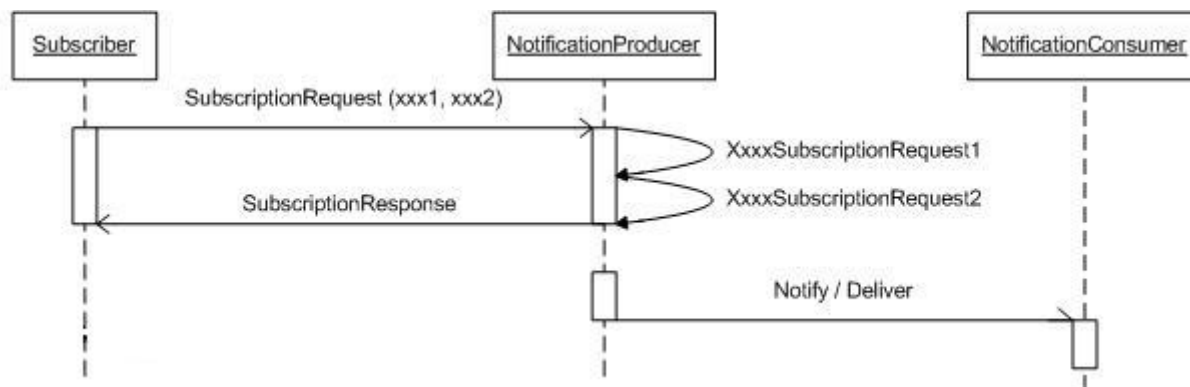 Subscriber
NotificationProducer
NotificationConsumer
SubscriptionRequest (xxx1, xxx2)
XxxxSubscriptionRequest1
SubscriptionResponse
XxxxSubscriptionRequest2
Notify / Deliver